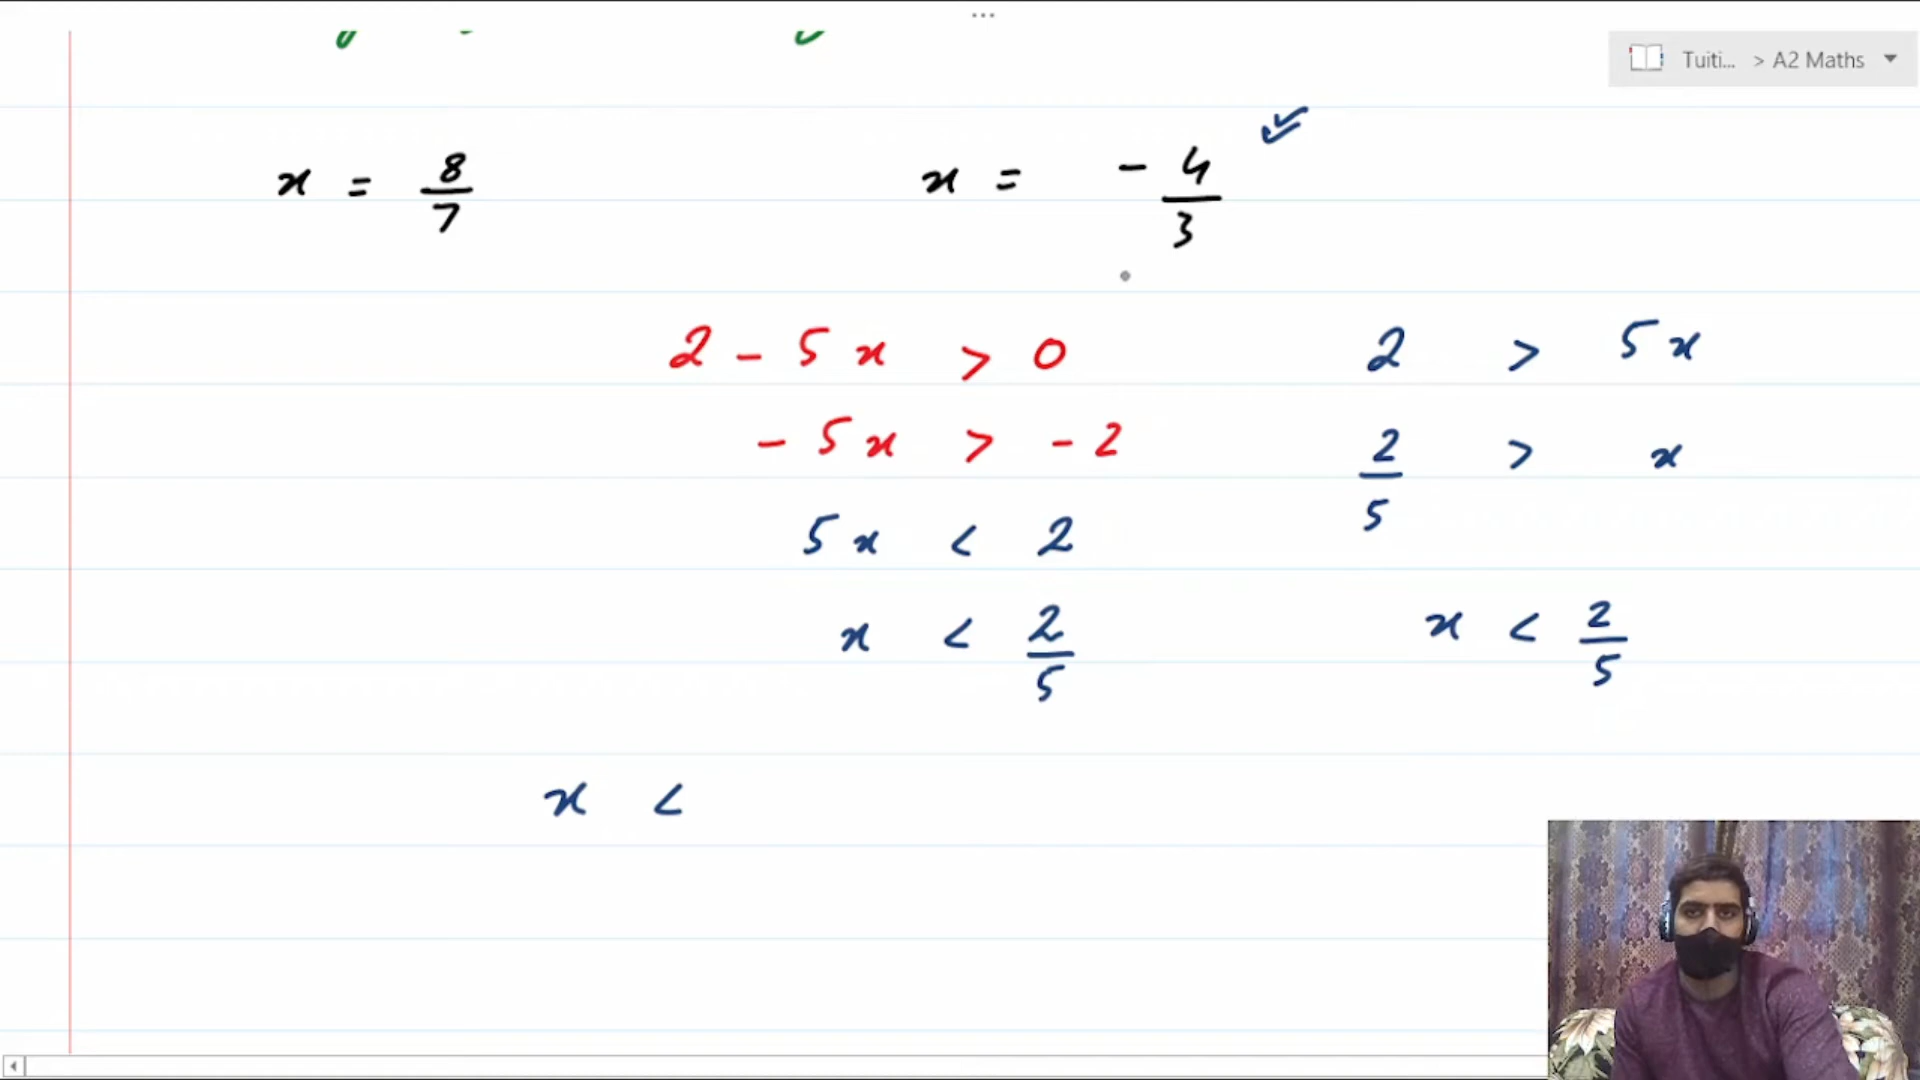 ...
Tuiti... > A2 Maths
x = 8/7
x = - 4/3
2 - 5x > 0
2 > 5x
- 5x > - 2
2/5 > x
5x < 2
x < 2/5
x < 2/5
x <